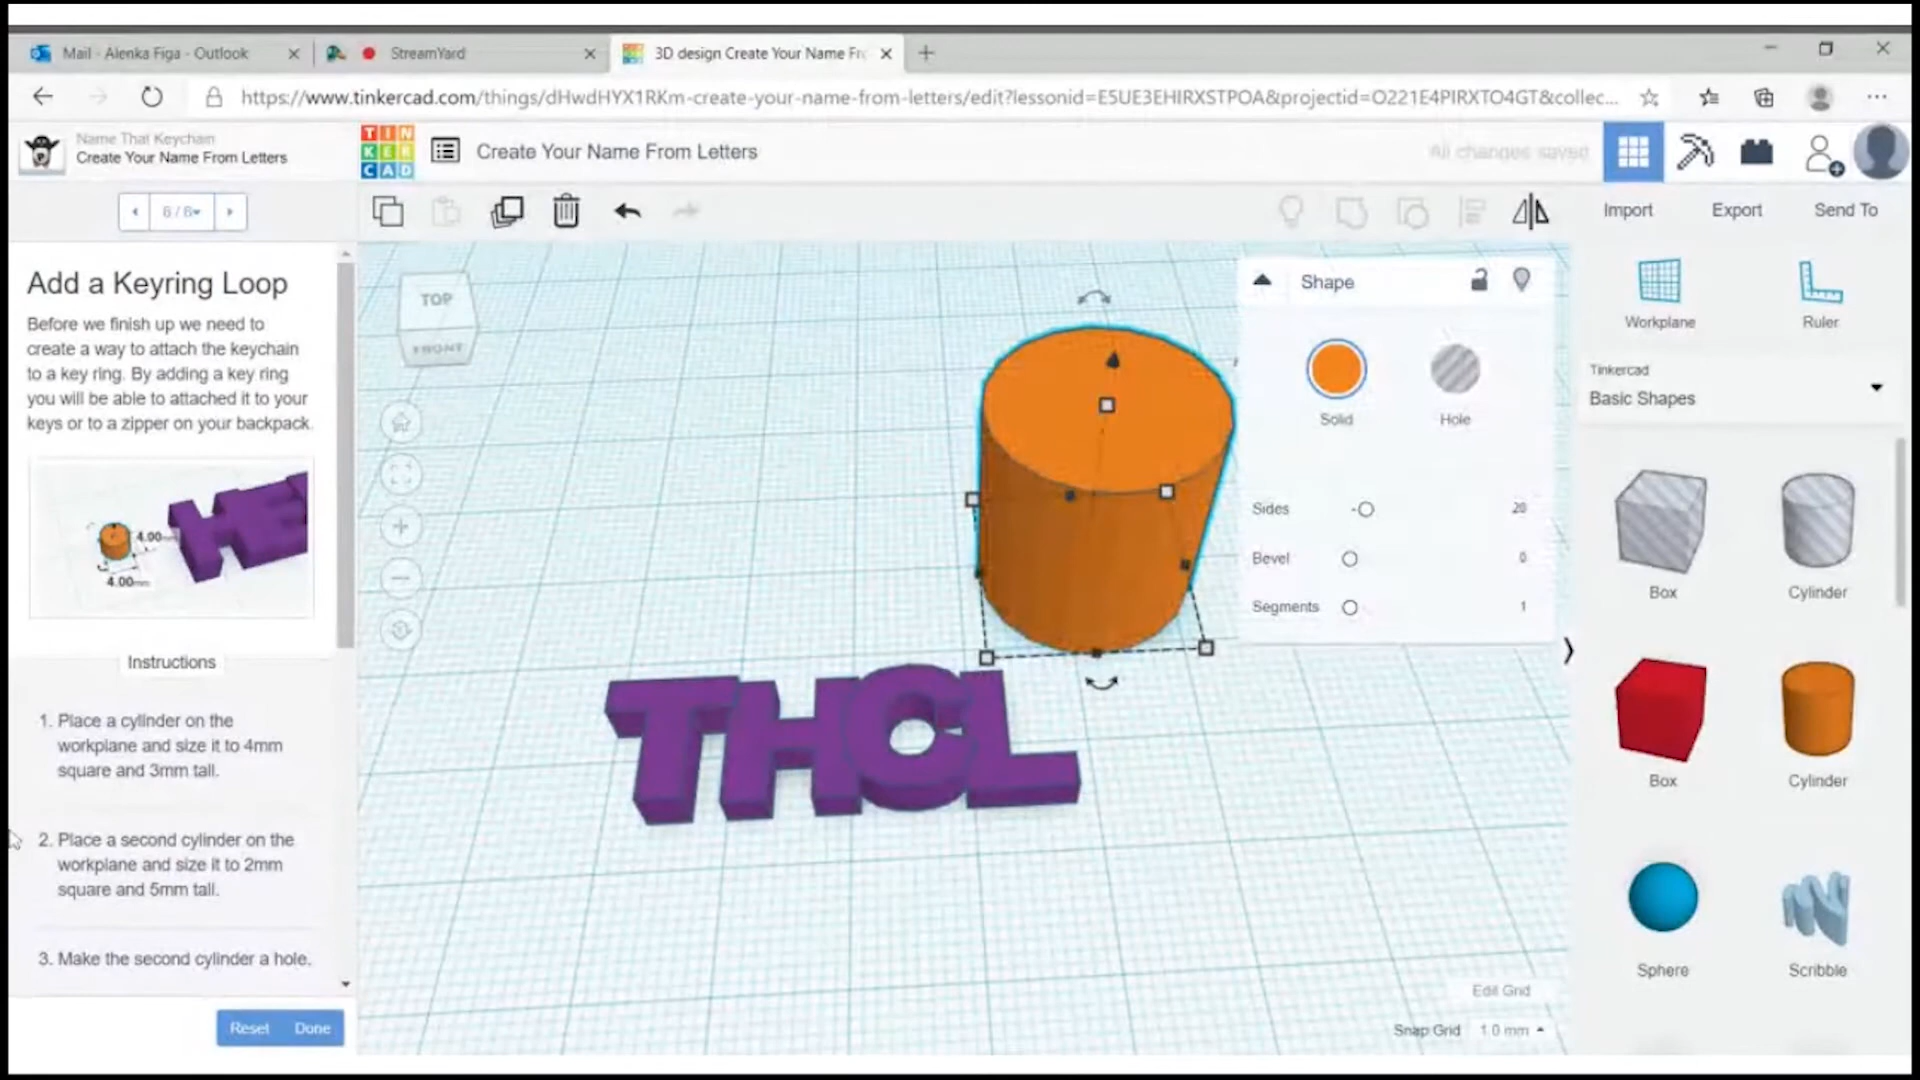 Mail - Alenka Figa - Outlook
StreamYard
3D design Create Your Name Fr
https://www.tinkercad.com/things/dHwdHYX1RKm-create-your-name-from-letters/edit?lessonid=E5UE3EHIRXSTPOA&projectid=O221E4PIRXTO4GT&collec...
Name That Keychain
Create Your Name From Letters
TIN
KER
CAD
Create Your Name From Letters
All changes saved
6 / 6
Import
Export
Send To
Add a Keyring Loop
Before we finish up we need to
create a way to attach the keychain
to a key ring. By adding a key ring
you will be able to attached it to your
keys or to a zipper on your backpack.
4.00
4.00mm
Instructions
1. Place a cylinder on the
workplane and size it to 4mm
square and 3mm tall.
2. Place a second cylinder on the
workplane and size it to 2mm
square and 5mm tall.
3. Make the second cylinder a hole.
Reset
Done
TOP
FRONT
THCL
Shape
Solid
Hole
Sides
20
Bevel
0
Segments
1
Edit Grid
Snap Grid
1.0 mm
Workplane
Ruler
Tinkercad
Basic Shapes
Box
Cylinder
Box
Cylinder
Sphere
Scribble